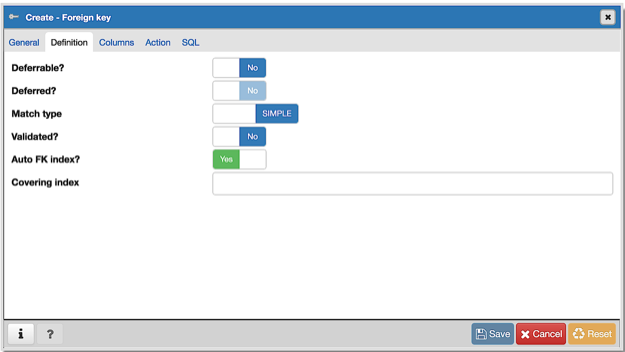 Create - Foreign key
General Definition Columns Action SQL
Deferrable? No
Deferred? No
Match type SIMPLE
Validated? No
Auto FK index? Yes
Covering index
i ? Save Cancel Reset